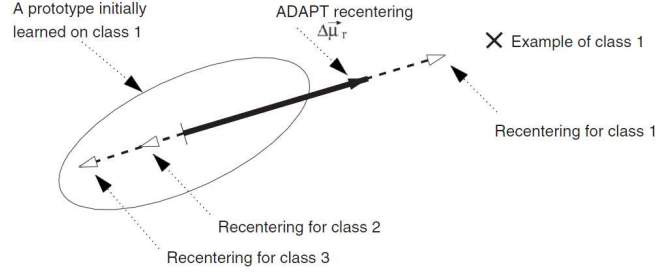 A prototype initially
learned on class 1
ADAPT recentering
Δμ⃗ r
Example of class 1
Recentering for class 1
Recentering for class 2
Recentering for class 3